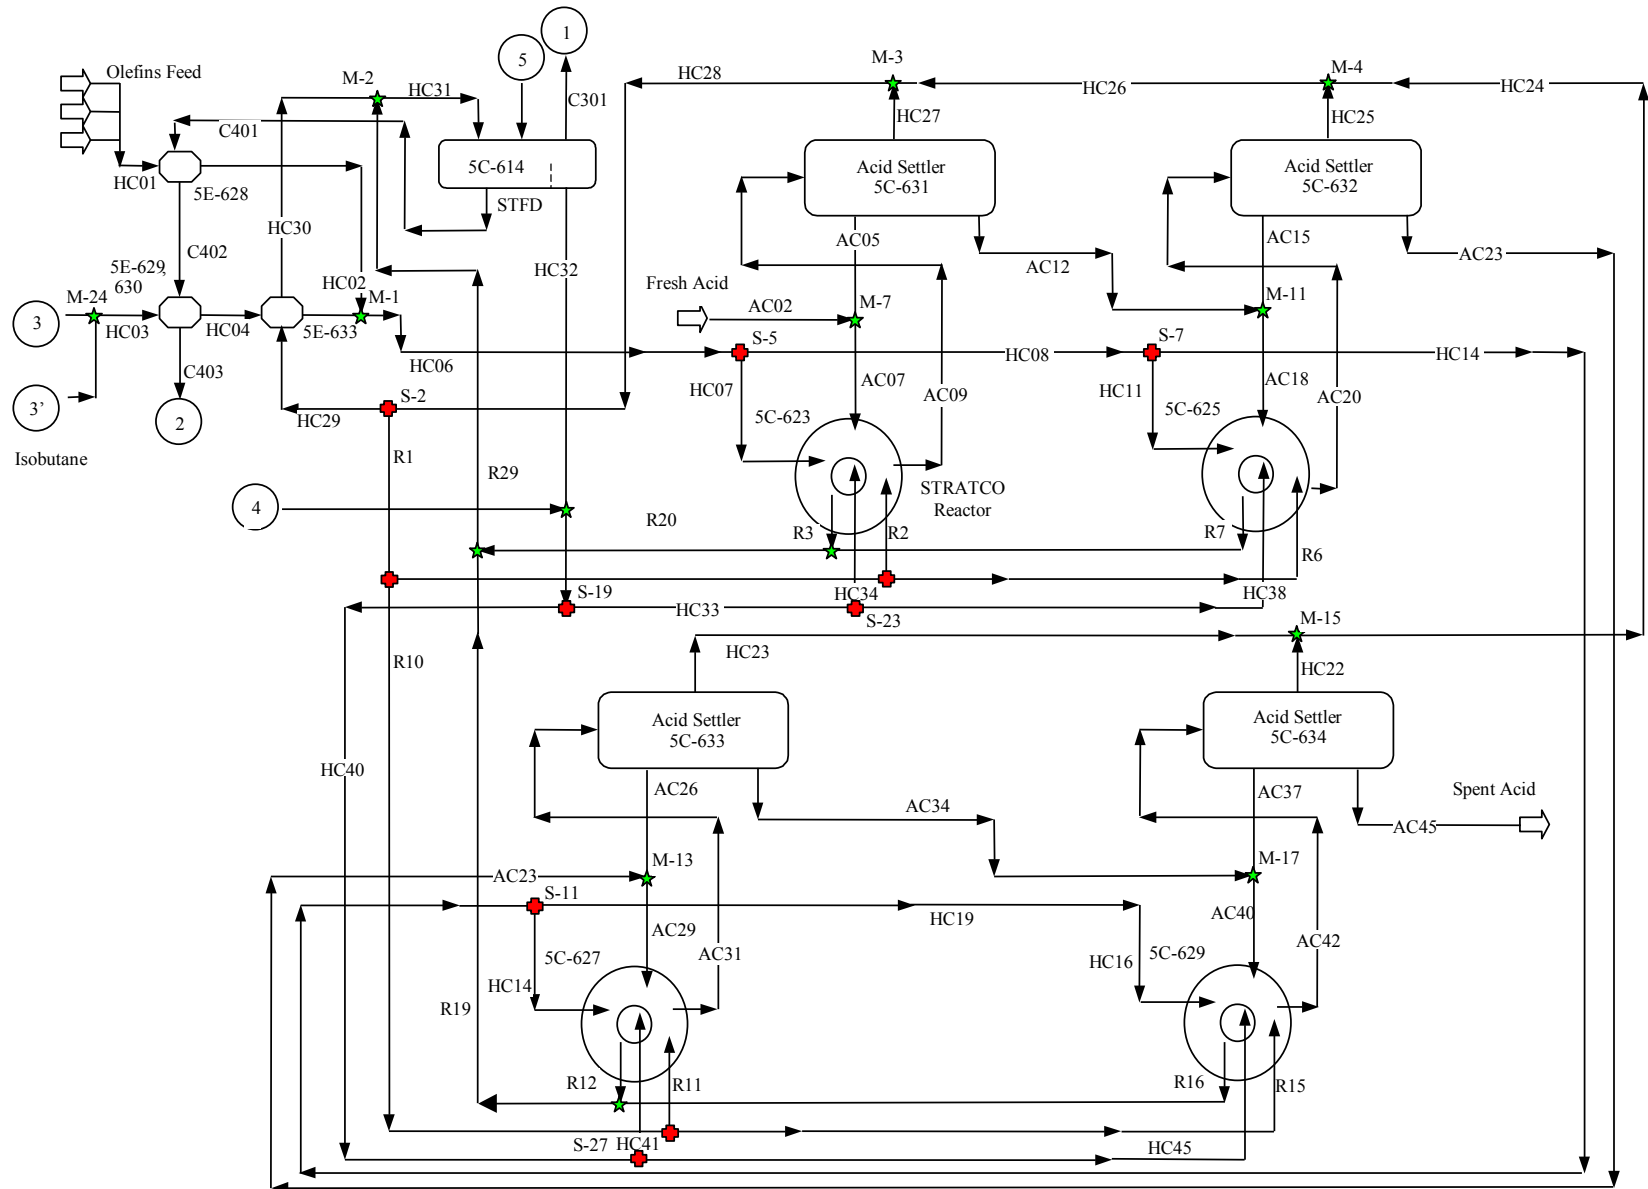 1
5
Olefins Feed
M-2
HC31
C301
C401
HC01
5E-628
5C-614
STFD
HC30
C402
5E-629,
630
HC02
M-1
M-24
3
HC03
HC04
5E-633
HC06
C403
3’
2
HC29
S-2
Isobutane
R1
R29
HC32
4
R20
HC28
M-3
HC26
M-4
HC24
HC27
HC25
Acid Settler
5C-631
Acid Settler
5C-632
AC05
AC15
AC12
AC23
Fresh Acid
AC02
M-7
M-11
S-5
S-7
HC08
HC14
HC07
AC07
AC09
HC11
AC18
AC20
5C-623
5C-625
STRATCO
Reactor
R3
R2
R7
R6
S-19
HC34
HC38
HC33
S-23
M-15
R10
HC23
HC22
Acid Settler
5C-633
Acid Settler
5C-634
HC40
AC26
AC37
Spent Acid
AC34
AC45
M-13
M-17
AC23
S-11
HC19
AC29
AC40
5C-627
AC31
5C-629
AC42
HC14
HC16
R19
R12
R11
R16
R15
S-27
HC41
HC45